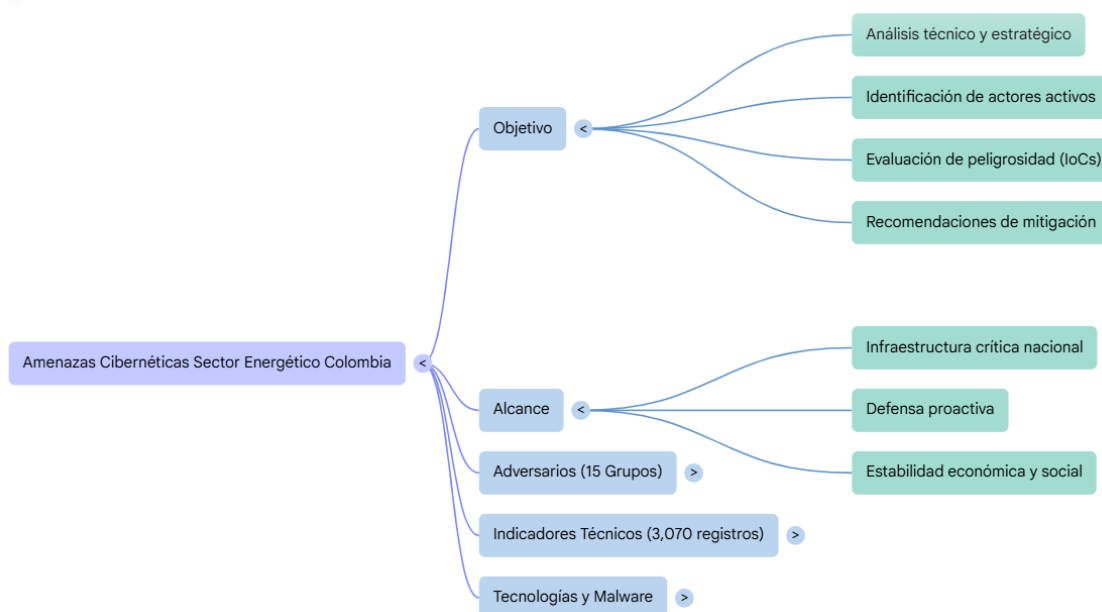 Análisis técnico y estratégico
Identificación de actores activos
Objetivo <
Evaluación de peligrosidad (IoCs)
Recomendaciones de mitigación
Amenazas Cibernéticas Sector Energético Colombia <
Infraestructura crítica nacional
Alcance <
Defensa proactiva
Estabilidad económica y social
Adversarios (15 Grupos) >
Indicadores Técnicos (3,070 registros) >
Tecnologías y Malware >